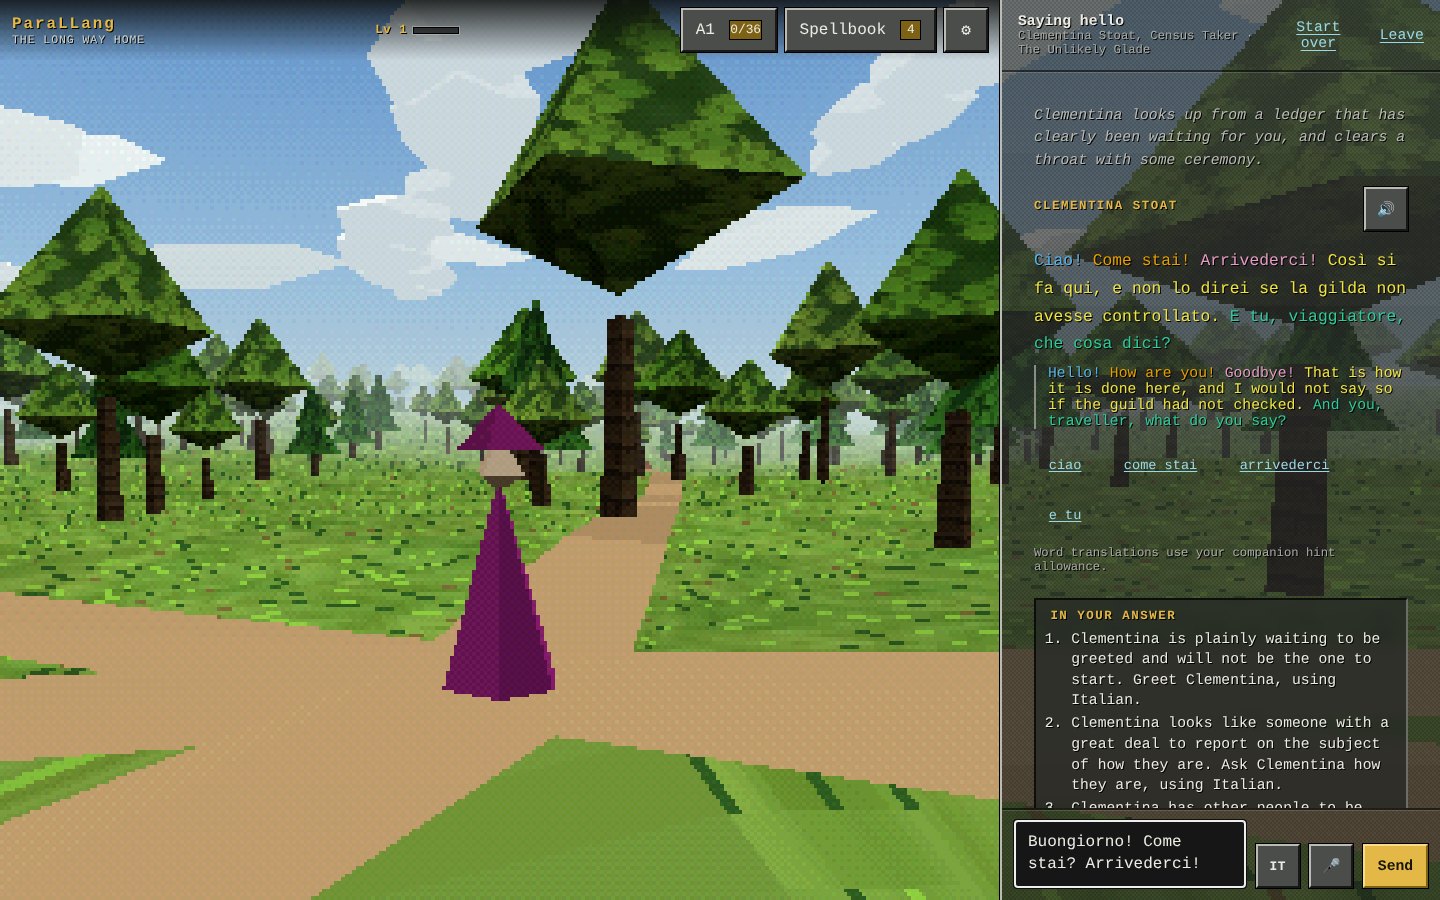 ParaLLang
THE LONG WAY HOME
Lv 1
A1 0/36
Spellbook 4
Saying hello
Clementina Stoat, Census Taker ·
The Unlikely Glade
Start
over
Leave
Clementina looks up from a ledger that has
clearly been waiting for you, and clears a
throat with some ceremony.
CLEMENTINA STOAT
Ciao! Come stai! Arrivederci! Così si
fa qui, e non lo direi se la gilda non
avesse controllato. E tu, viaggiatore,
che cosa dici?
Hello! How are you! Goodbye! That is how
it is done here, and I would not say so
if the guild had not checked. And you,
traveller, what do you say?
ciao come stai arrivederci
e tu
Word translations use your companion hint
allowance.
IN YOUR ANSWER
1. Clementina is plainly waiting to be
greeted and will not be the one to
start. Greet Clementina, using
Italian.
2. Clementina looks like someone with a
great deal to report on the subject
of how they are. Ask Clementina how
they are, using Italian.
3. Clementina has other people to be
Buongiorno! Come
stai? Arrivederci!
IT
Send